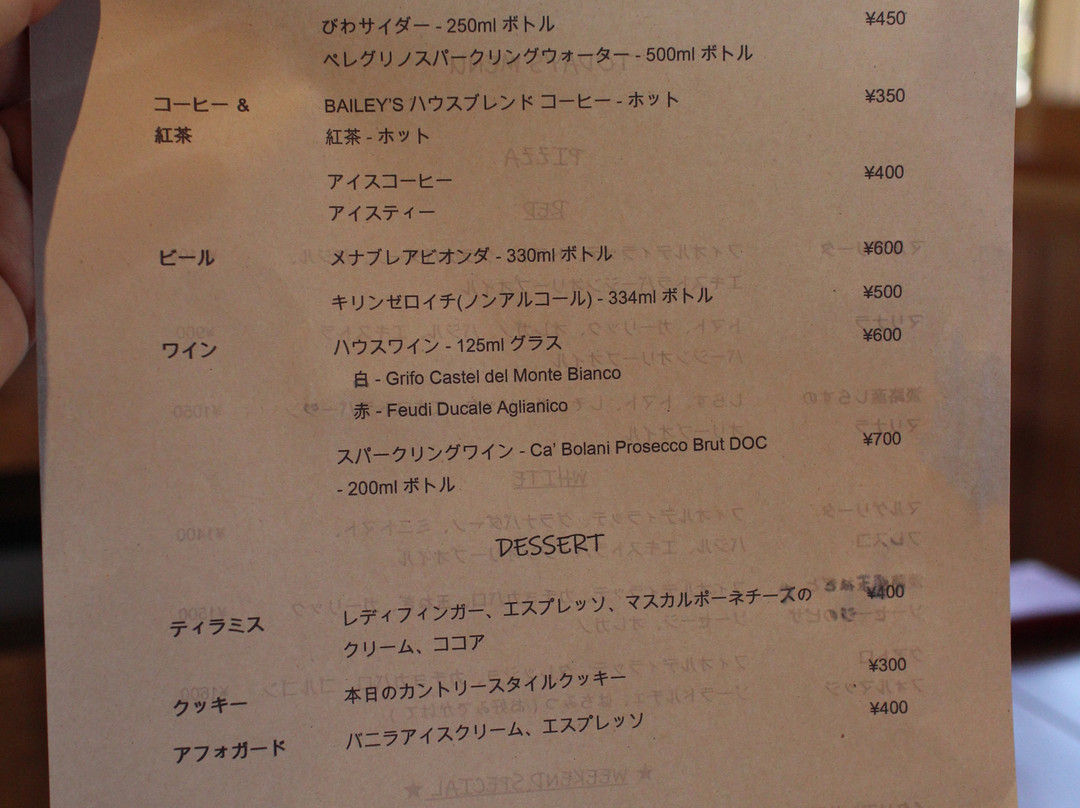 びわサイダー - 250ml ボトル ¥450
ペレグリノスパークリングウォーター - 500ml ボトル
コーヒー & BAILEY'S ハウスブレンド コーヒー - ホット ¥350
紅茶 紅茶 - ホット
アイスコーヒー ¥400
アイスティー
ビール メナブレアビオンダ - 330ml ボトル ¥600
キリンゼロイチ(ノンアルコール) - 334ml ボトル ¥500
ワイン ハウスワイン - 125ml グラス ¥600
白 - Grifo Castel del Monte Bianco
赤 - Feudi Ducale Aglianico
スパークリングワイン - Ca' Bolani Prosecco Brut DOC ¥700
- 200ml ボトル
DESSERT
ティラミス レディフィンガー、エスプレッソ、マスカルポーネチーズの ¥400
クリーム、ココア
クッキー 本日のカントリースタイルクッキー ¥300
アフォガード バニラアイスクリーム、エスプレッソ ¥400